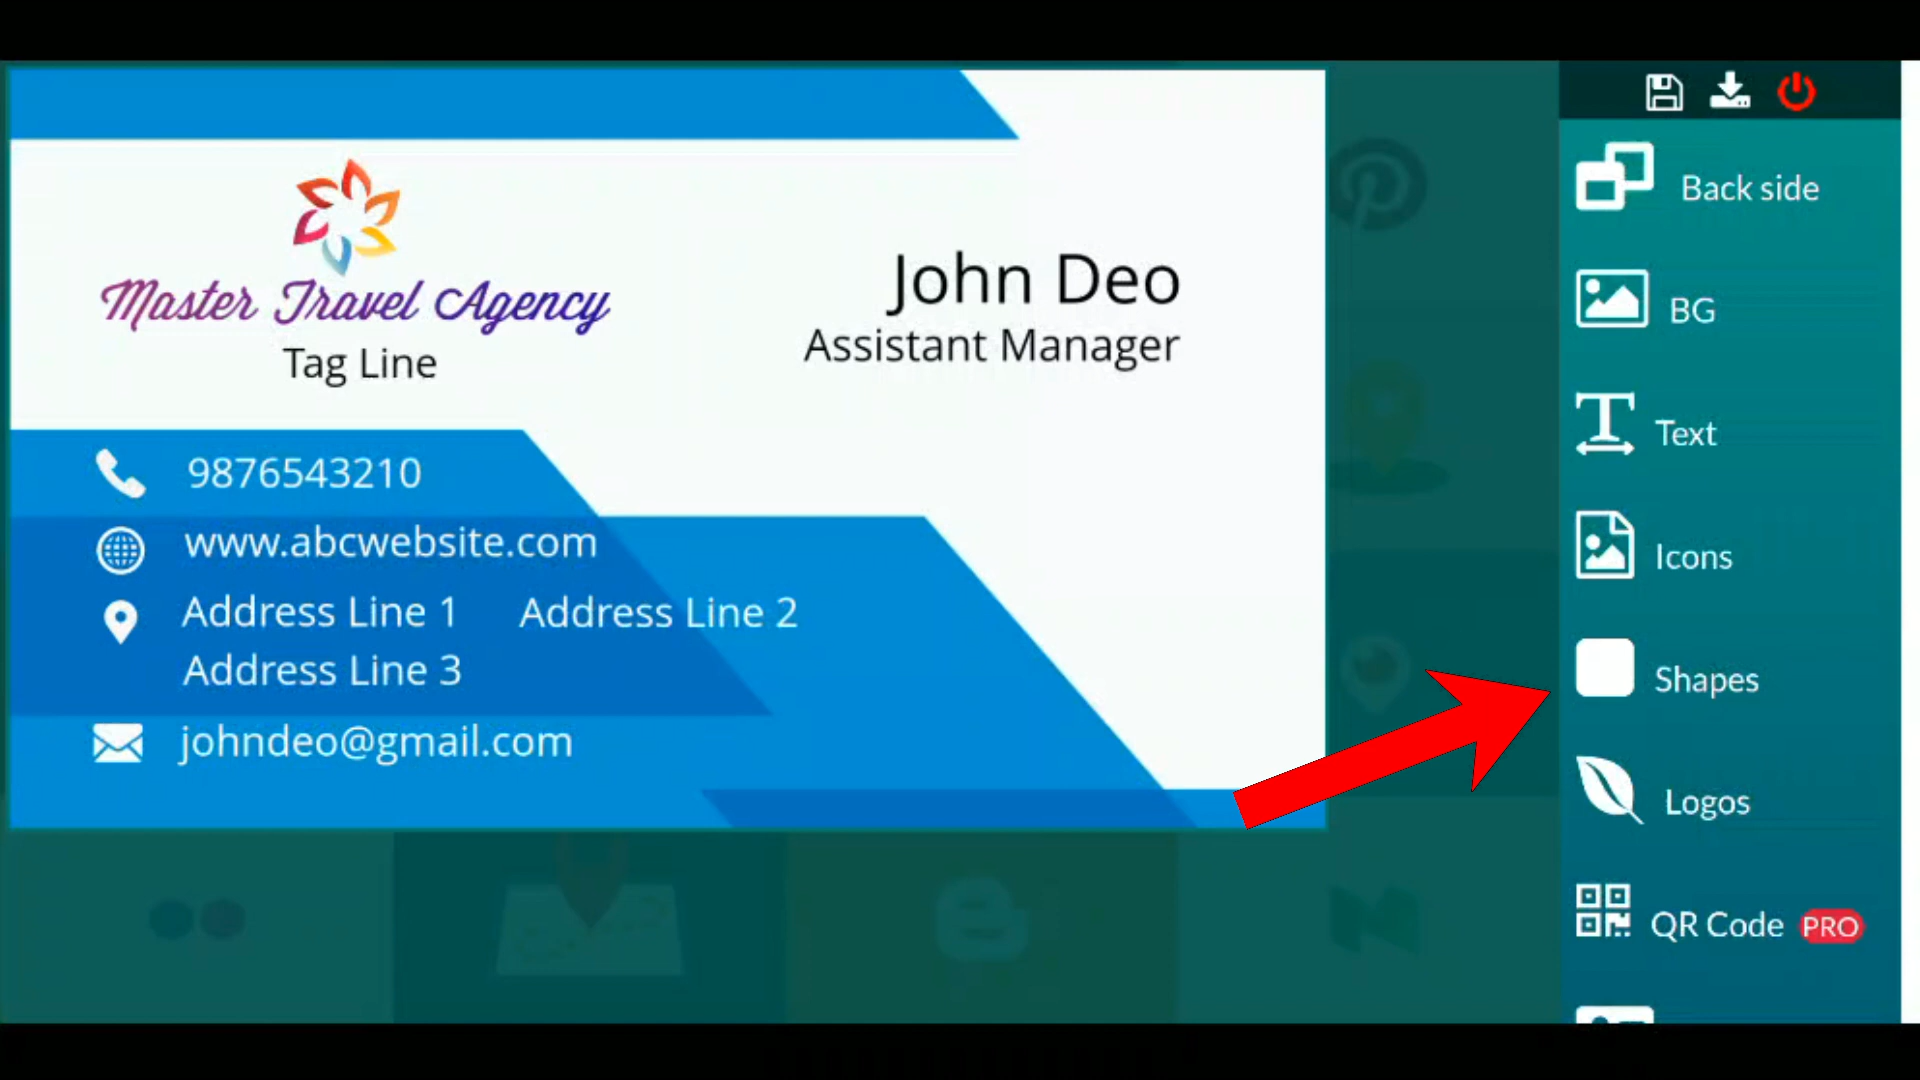 Master Travel Agency
Tag Line
John Deo
Assistant Manager
9876543210
www.abcwebsite.com
Address Line 1
Address Line 2
Address Line 3
johndeo@gmail.com
Back side
BG
Text
Icons
Shapes
Logos
QR Code PRO